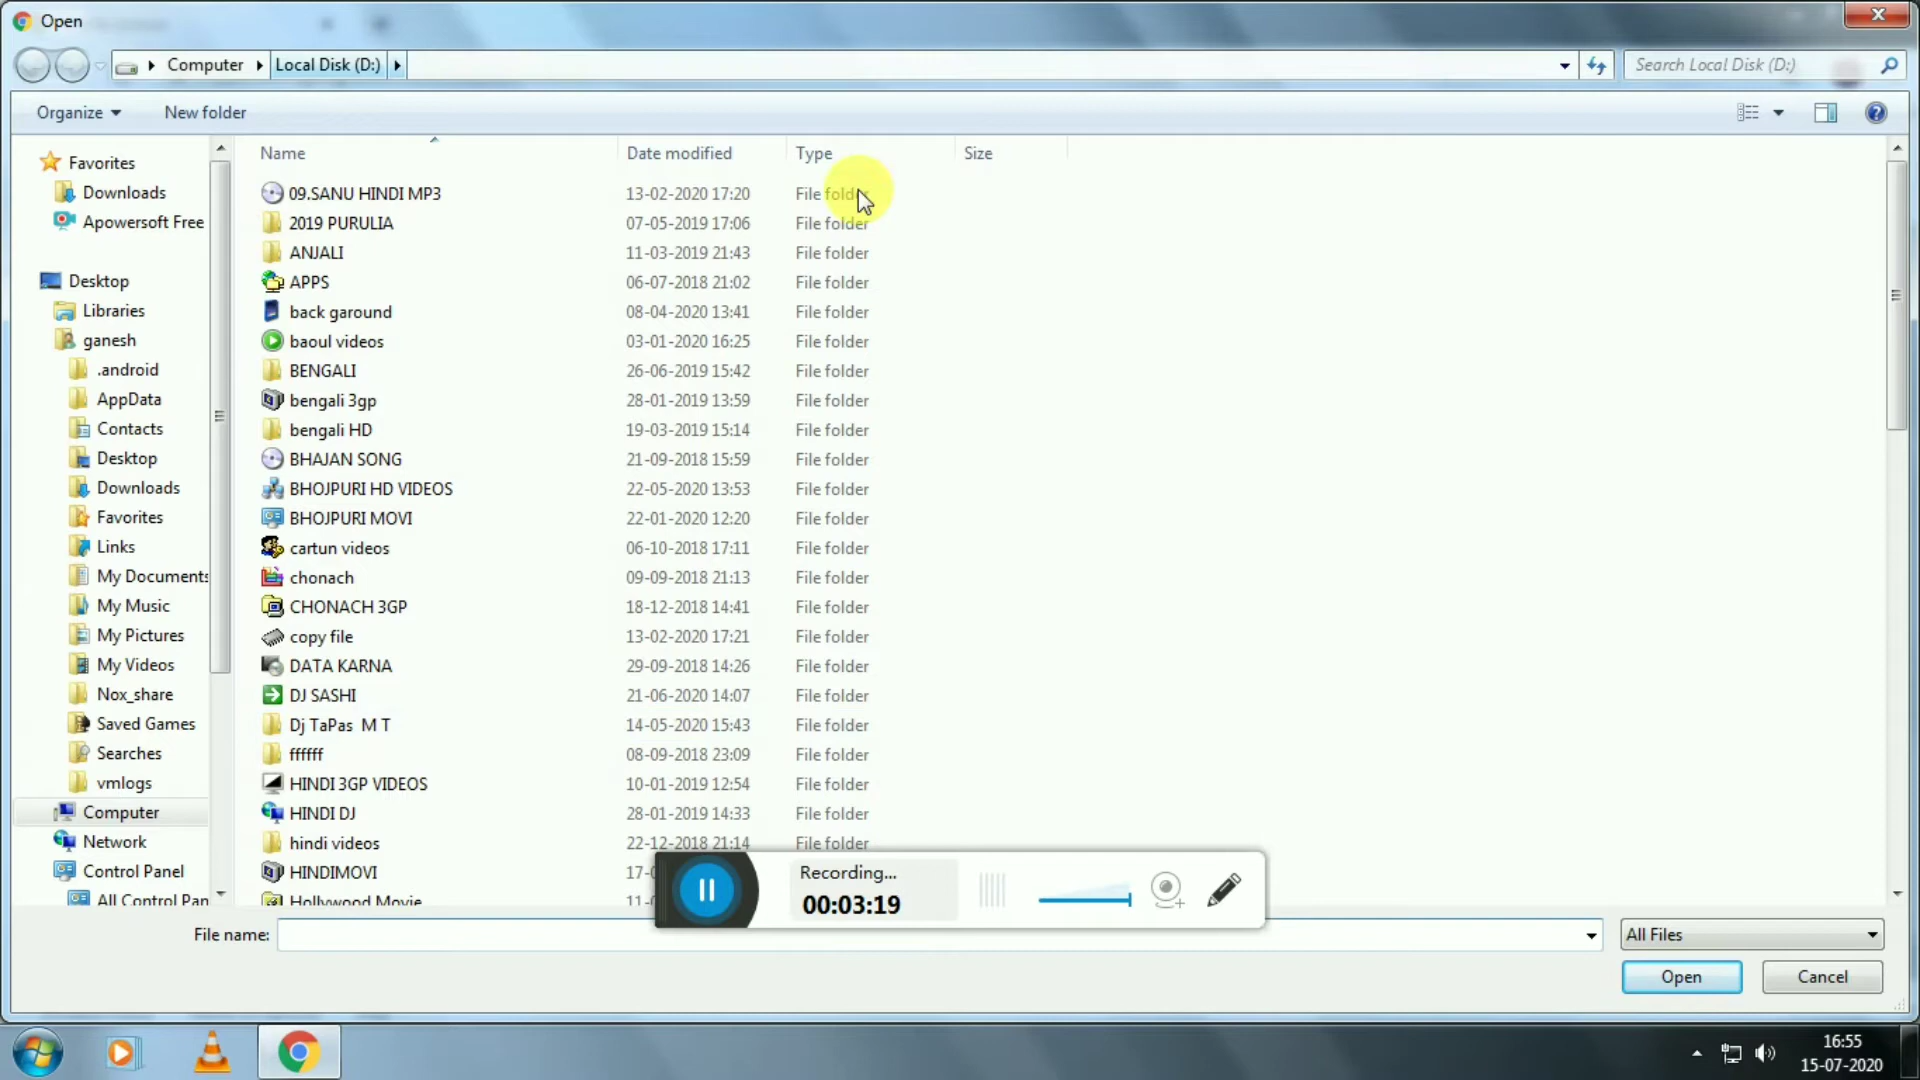 Open
Computer Local Disk (D:) Search Local Disk (D:)
Organize New folder
Name Date modified Type Size
Favorites
Downloads
Apowersoft Free
Desktop
Libraries
ganesh
.android
AppData
Contacts
Desktop
Downloads
Favorites
Links
My Documents
My Music
My Pictures
My Videos
Nox_share
Saved Games
Searches
vmlogs
Computer
Network
Control Panel
All Control Pan
09.SANU HINDI MP3 13-02-2020 17:20 File folder
2019 PURULIA 07-05-2019 17:06 File folder
ANJALI 11-03-2019 21:43 File folder
APPS 06-07-2018 21:02 File folder
back garound 08-04-2020 13:41 File folder
baoul videos 03-01-2020 16:25 File folder
BENGALI 26-06-2019 15:42 File folder
bengali 3gp 28-01-2019 13:59 File folder
bengali HD 19-03-2019 15:14 File folder
BHAJAN SONG 21-09-2018 15:59 File folder
BHOJPURI HD VIDEOS 22-05-2020 13:53 File folder
BHOJPURI MOVI 22-01-2020 12:20 File folder
cartun videos 06-10-2018 17:11 File folder
chonach 09-09-2018 21:13 File folder
CHONACH 3GP 18-12-2018 14:41 File folder
copy file 13-02-2020 17:21 File folder
DATA KARNA 29-09-2018 14:26 File folder
DJ SASHI 21-06-2020 14:07 File folder
Dj TaPas M T 14-05-2020 15:43 File folder
ffffff 08-09-2018 23:09 File folder
HINDI 3GP VIDEOS 10-01-2019 12:54 File folder
HINDI DJ 28-01-2019 14:33 File folder
hindi videos 22-12-2018 21:14 File folder
HINDIMOVI 17-
Hollywood Movie 11-
Recording...
00:03:19
File name: All Files
Open Cancel
16:55
15-07-2020